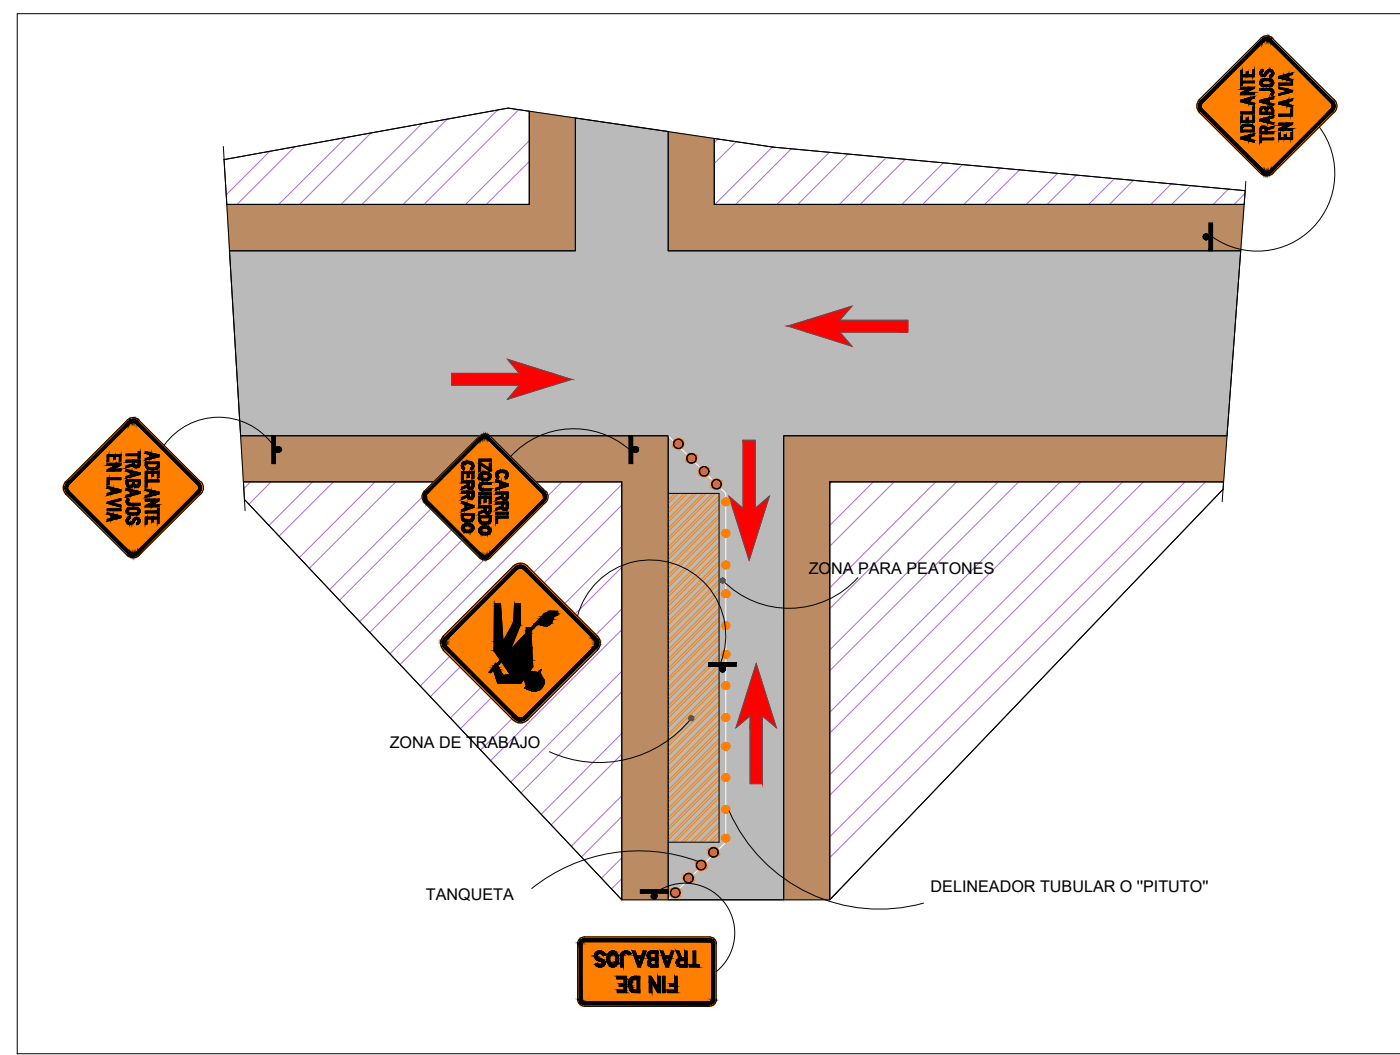 ADELANTE
TRABAJOS
EN LA VIA
ADELANTE
TRABAJOS
EN LA VIA
CARRIL
IZQUIERDO
CERRADO
ZONA PARA PEATONES
ZONA DE TRABAJO
TANQUETA
DELINEADOR TUBULAR O "PITUTO"
FIN DE
TRABAJOS